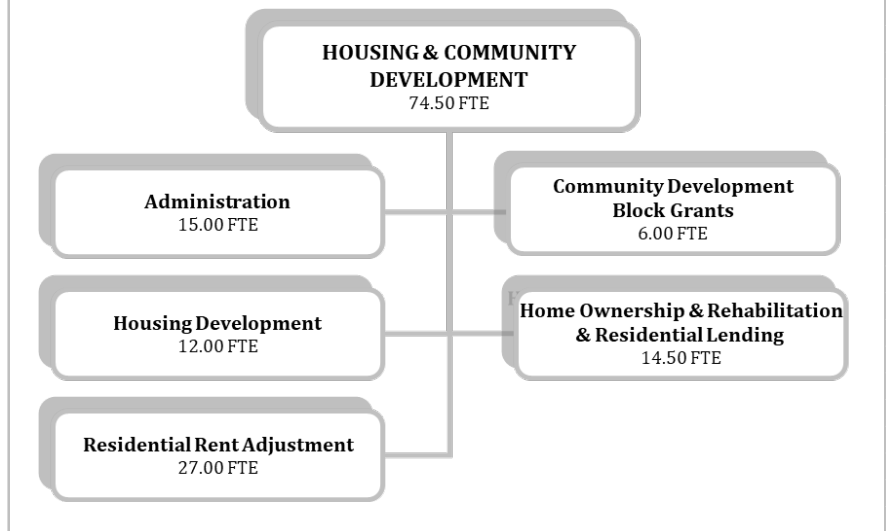 HOUSING & COMMUNITY
DEVELOPMENT
74.50 FTE
Administration
15.00 FTE
Community Development
Block Grants
6.00 FTE
Housing Development
12.00 FTE
Home Ownership & Rehabilitation
& Residential Lending
14.50 FTE
Residential Rent Adjustment
27.00 FTE